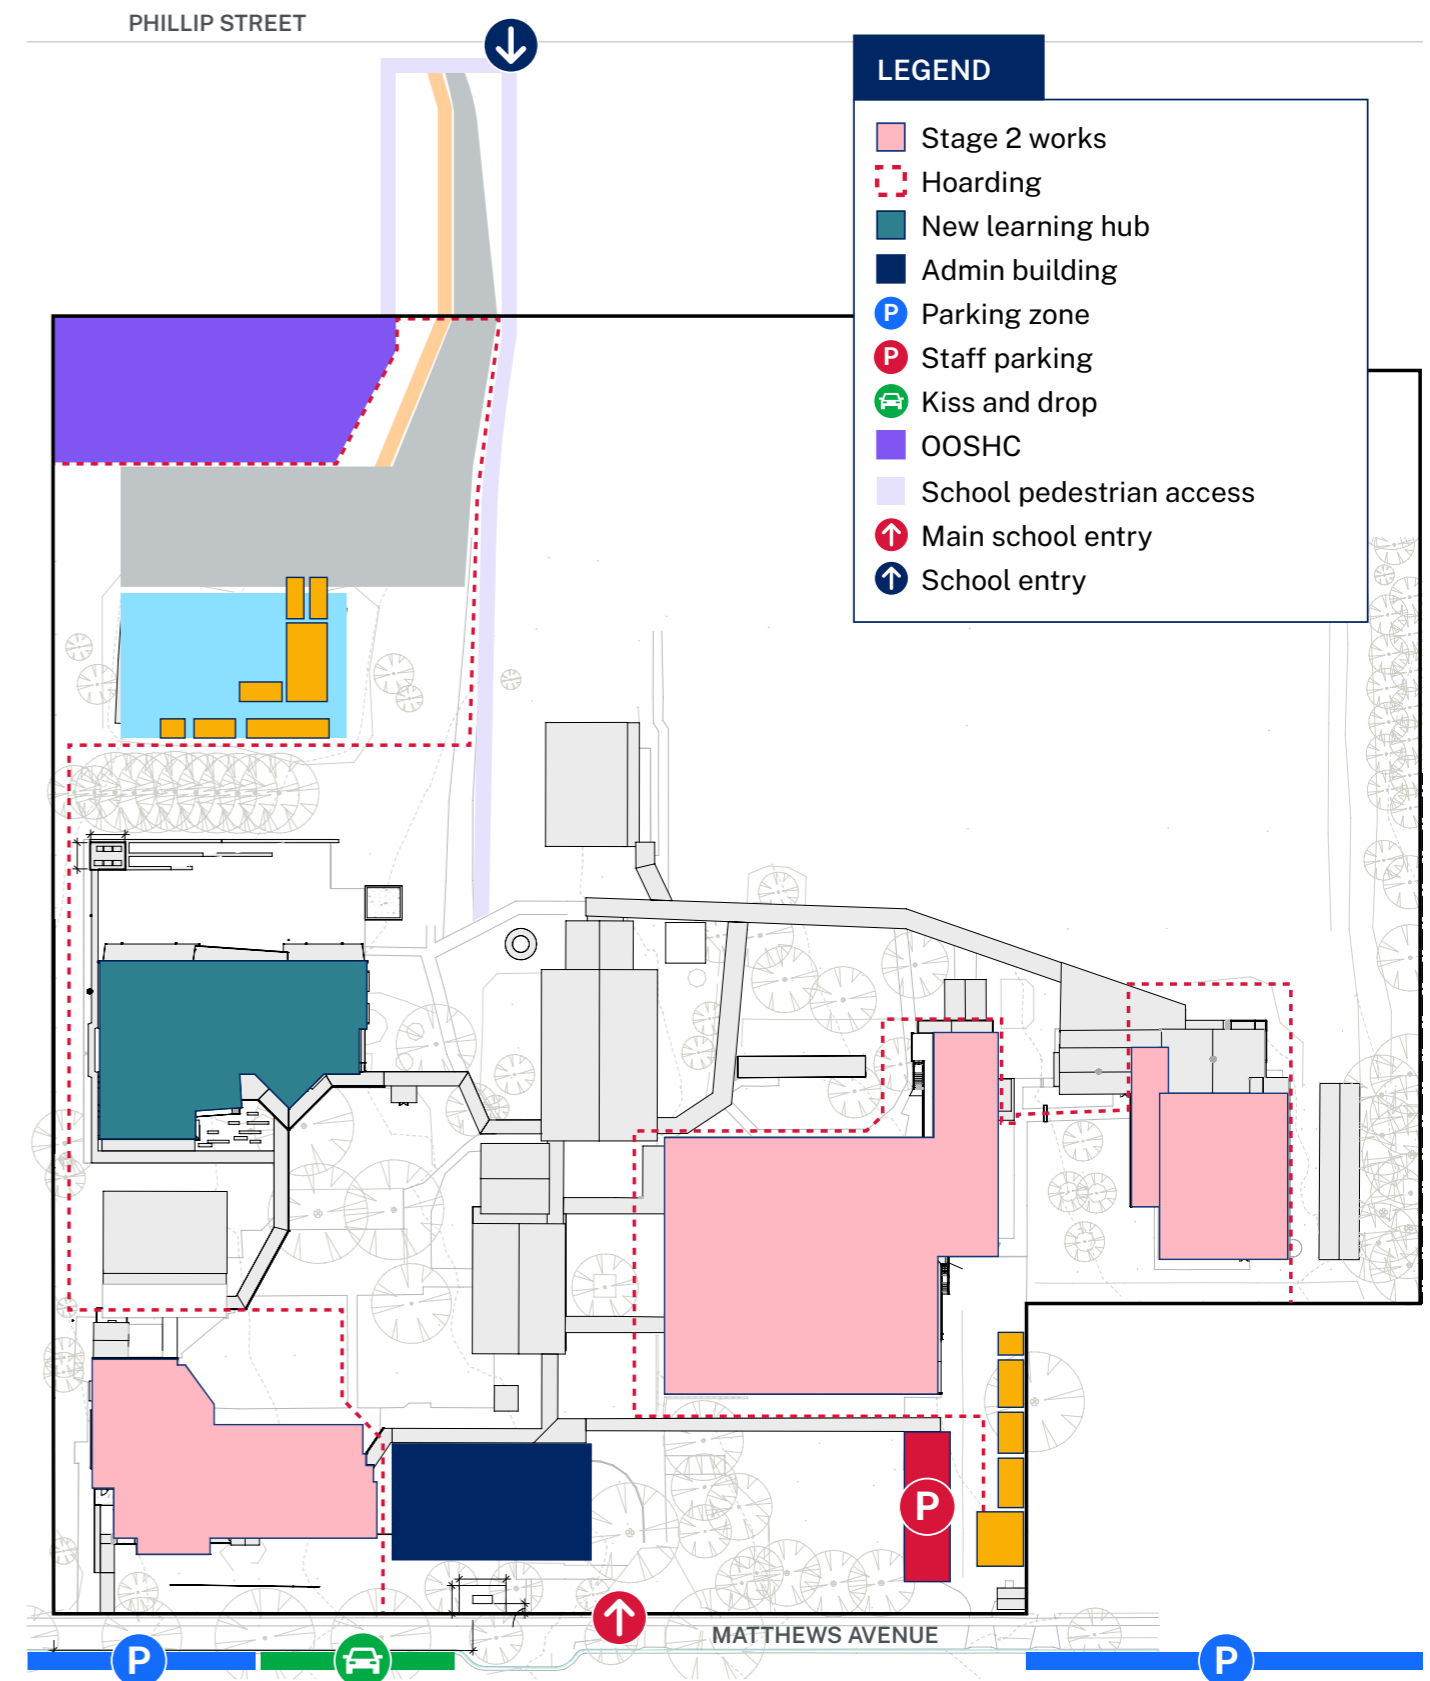 PHILLIP STREET
LEGEND
Stage 2 works
Hoarding
New learning hub
Admin building
P Parking zone
P Staff parking
Kiss and drop
OOSHC
School pedestrian access
Main school entry
School entry
P
MATTHEWS AVENUE
P
P